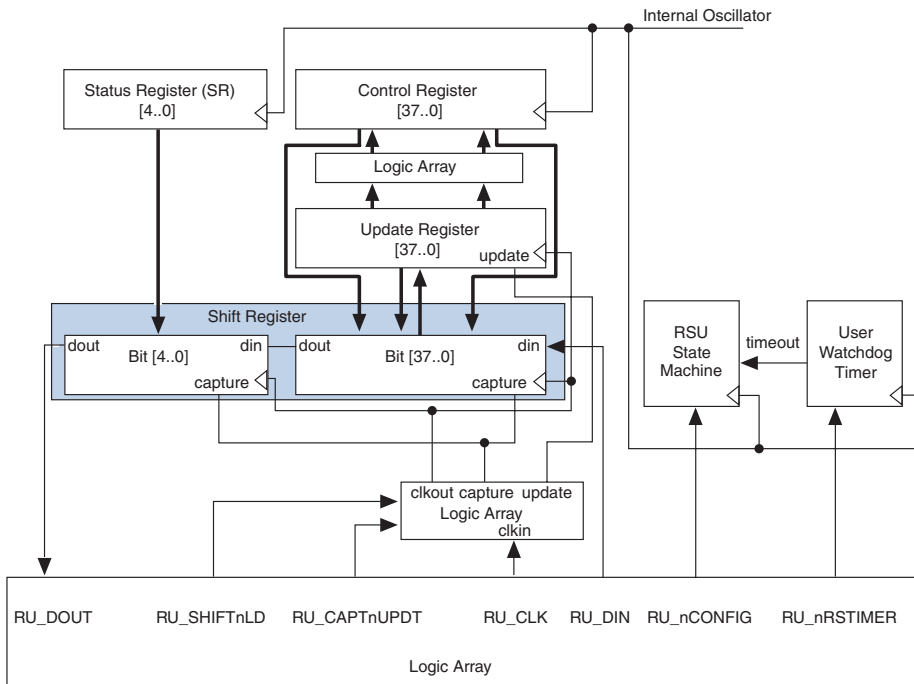 Internal Oscillator
Status Register (SR)
[4..0]
Control Register
[37..0]
Logic Array
Update Register
[37..0]
update
Shift Register
dout
Bit [4..0]
din
capture
dout
Bit [37..0]
din
capture
RSU
State
Machine
timeout
User
Watchdog
Timer
clkout capture update
Logic Array
clkin
RU_DOUT
RU_SHIFTnLD
RU_CAPTnUPDT
RU_CLK
RU_DIN
RU_nCONFIG
RU_nRSTIMER
Logic Array